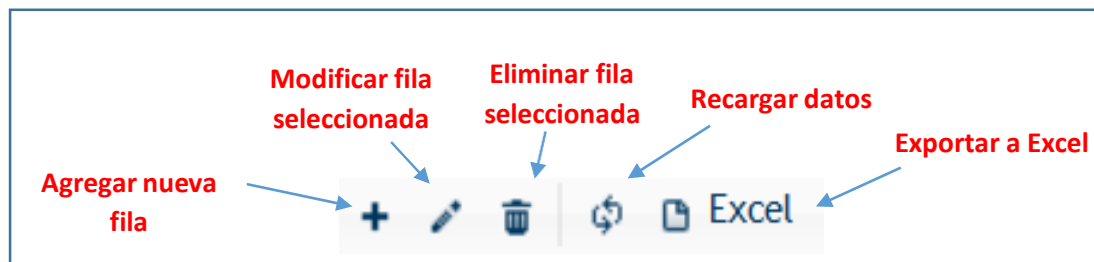 Modificar fila
seleccionada
Eliminar fila
seleccionada
Recargar datos
Exportar a Excel
Agregar nueva
fila
Excel